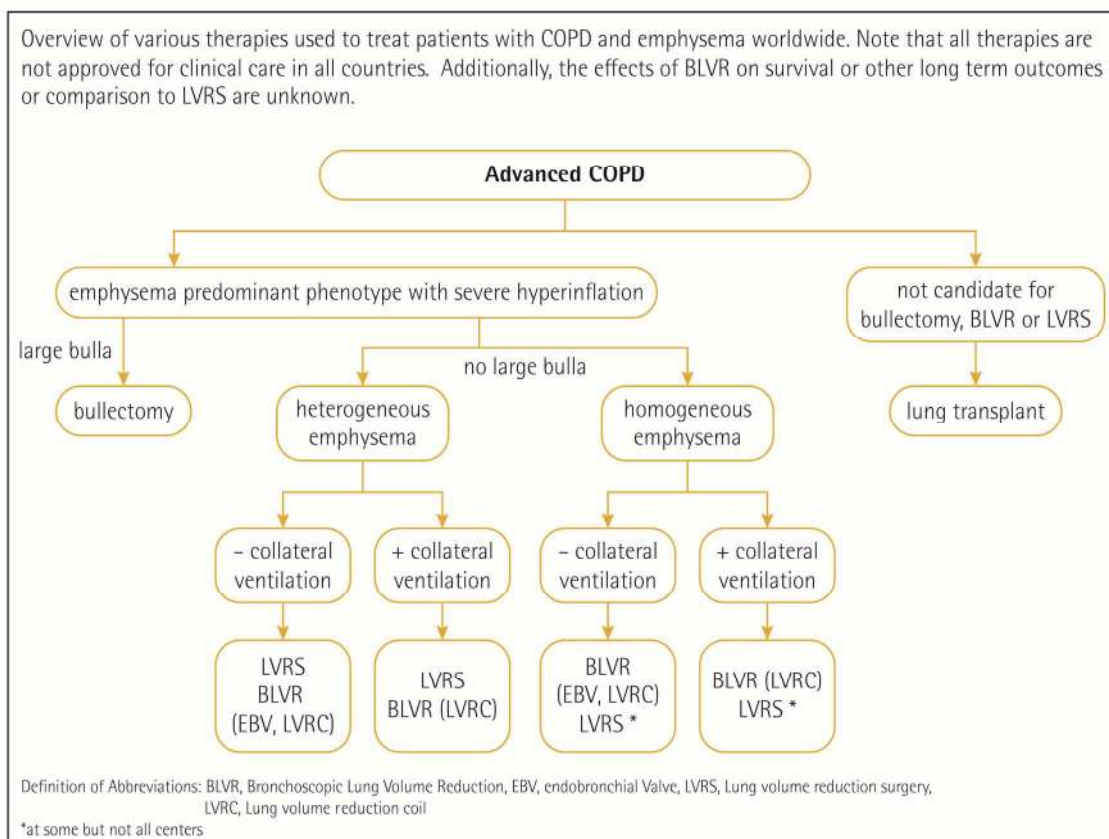 Overview of various therapies used to treat patients with COPD and emphysema worldwide. Note that all therapies are
not approved for clinical care in all countries. Additionally, the effects of BLVR on survival or other long term outcomes
or comparison to LVRS are unknown.
Advanced COPD
emphysema predominant phenotype with severe hyperinflation
not candidate for
bullectomy, BLVR or LVRS
large bulla
no large bulla
bullectomy
heterogeneous
emphysema
homogeneous
emphysema
lung transplant
– collateral
ventilation
+ collateral
ventilation
– collateral
ventilation
+ collateral
ventilation
LVRS
BLVR
(EBV, LVRC)
LVRS
BLVR (LVRC)
BLVR
(EBV, LVRC)
LVRS *
BLVR (LVRC)
LVRS *
Definition of Abbreviations: BLVR, Bronchoscopic Lung Volume Reduction, EBV, endobronchial Valve, LVRS, Lung volume reduction surgery,
LVRC, Lung volume reduction coil
*at some but not all centers